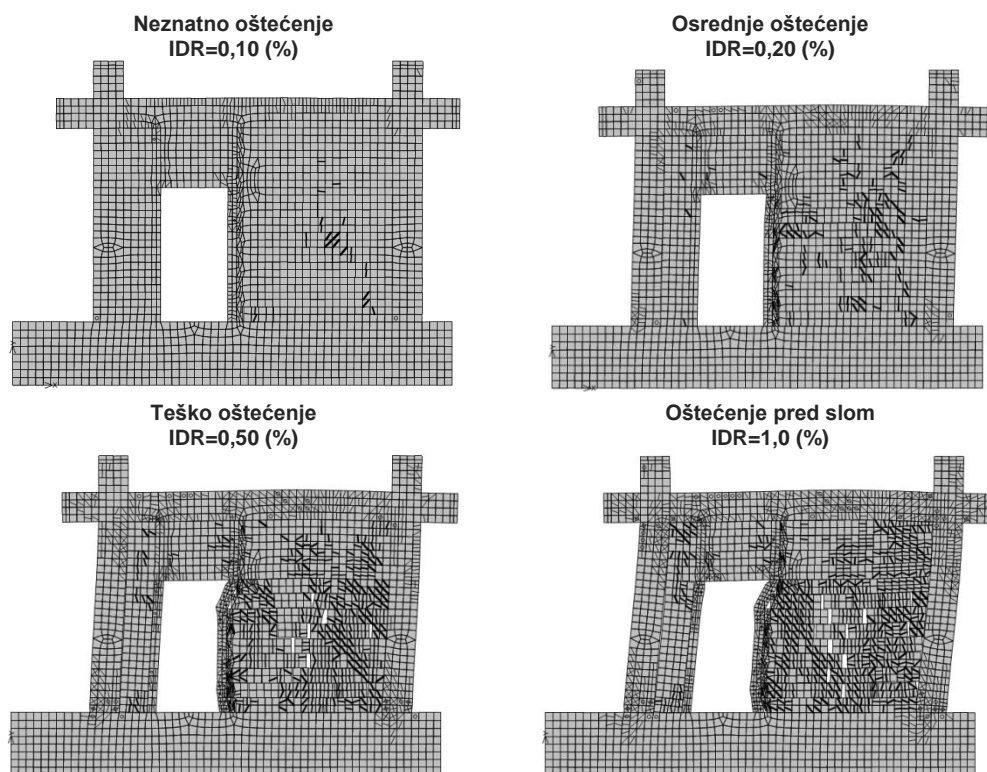 Neznatno oštećenje
IDR=0,10 (%)
Osrednje oštećenje
IDR=0,20 (%)
Teško oštećenje
IDR=0,50 (%)
Oštećenje pred slom
IDR=1,0 (%)